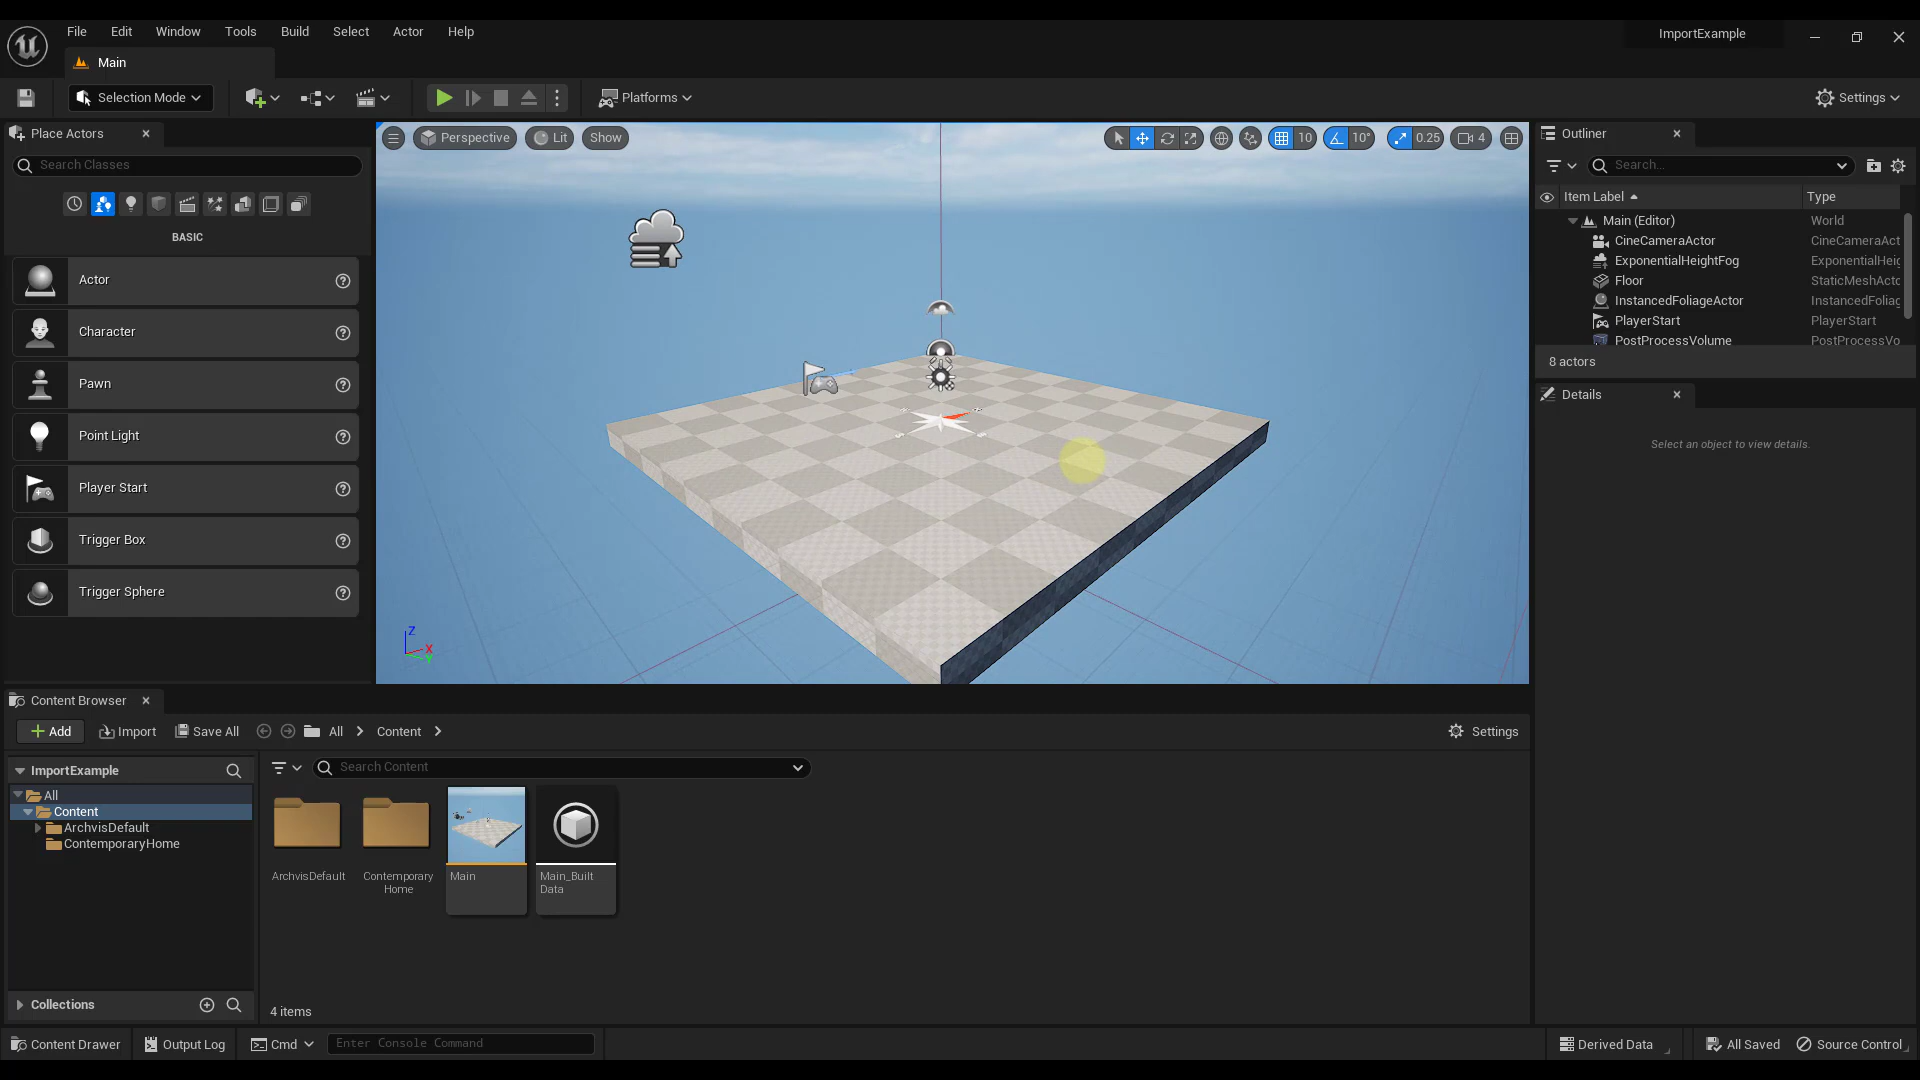 File Edit Window Tools Build Select Actor Help
ImportExample
Main
Selection Mode
Platforms
Settings
Place Actors
Search Classes
BASIC
Actor
Character
Pawn
Point Light
Player Start
Trigger Box
Trigger Sphere
Perspective Lit Show
10 10° 0.25 4
Z
X
Y
Outliner
Search...
Item Label Type
Main (Editor) World
CineCameraActor CineCameraAct
ExponentialHeightFog ExponentialHeig
Floor StaticMeshActo
InstancedFoliageActor InstancedFoliag
PlayerStart PlayerStart
PostProcessVolume PostProcessVo
8 actors
Details
Select an object to view details.
Content Browser
Add Import Save All All Content Settings
ImportExample
All
Content
ArchvisDefault
ContemporaryHome
Collections
Search Content
ArchvisDefault
Contemporary
Home
Main
Main_Built
Data
4 items
Content Drawer Output Log Cmd Enter Console Command Derived Data All Saved Source Control